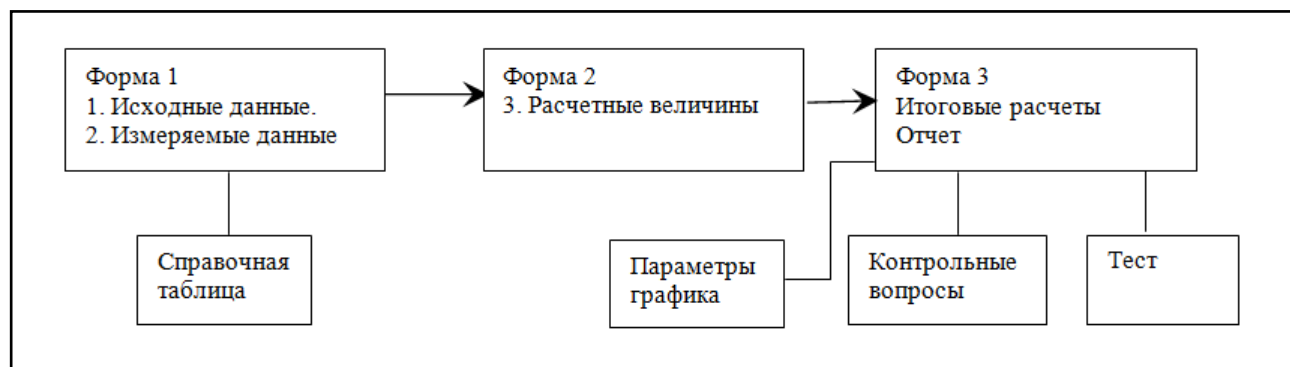 Форма 1
1. Исходные данные.
2. Измеряемые данные
Форма 2
3. Расчетные величины
Форма 3
Итоговые расчеты
Отчет
Справочная
таблица
Параметры
графика
Контрольные
вопросы
Тест